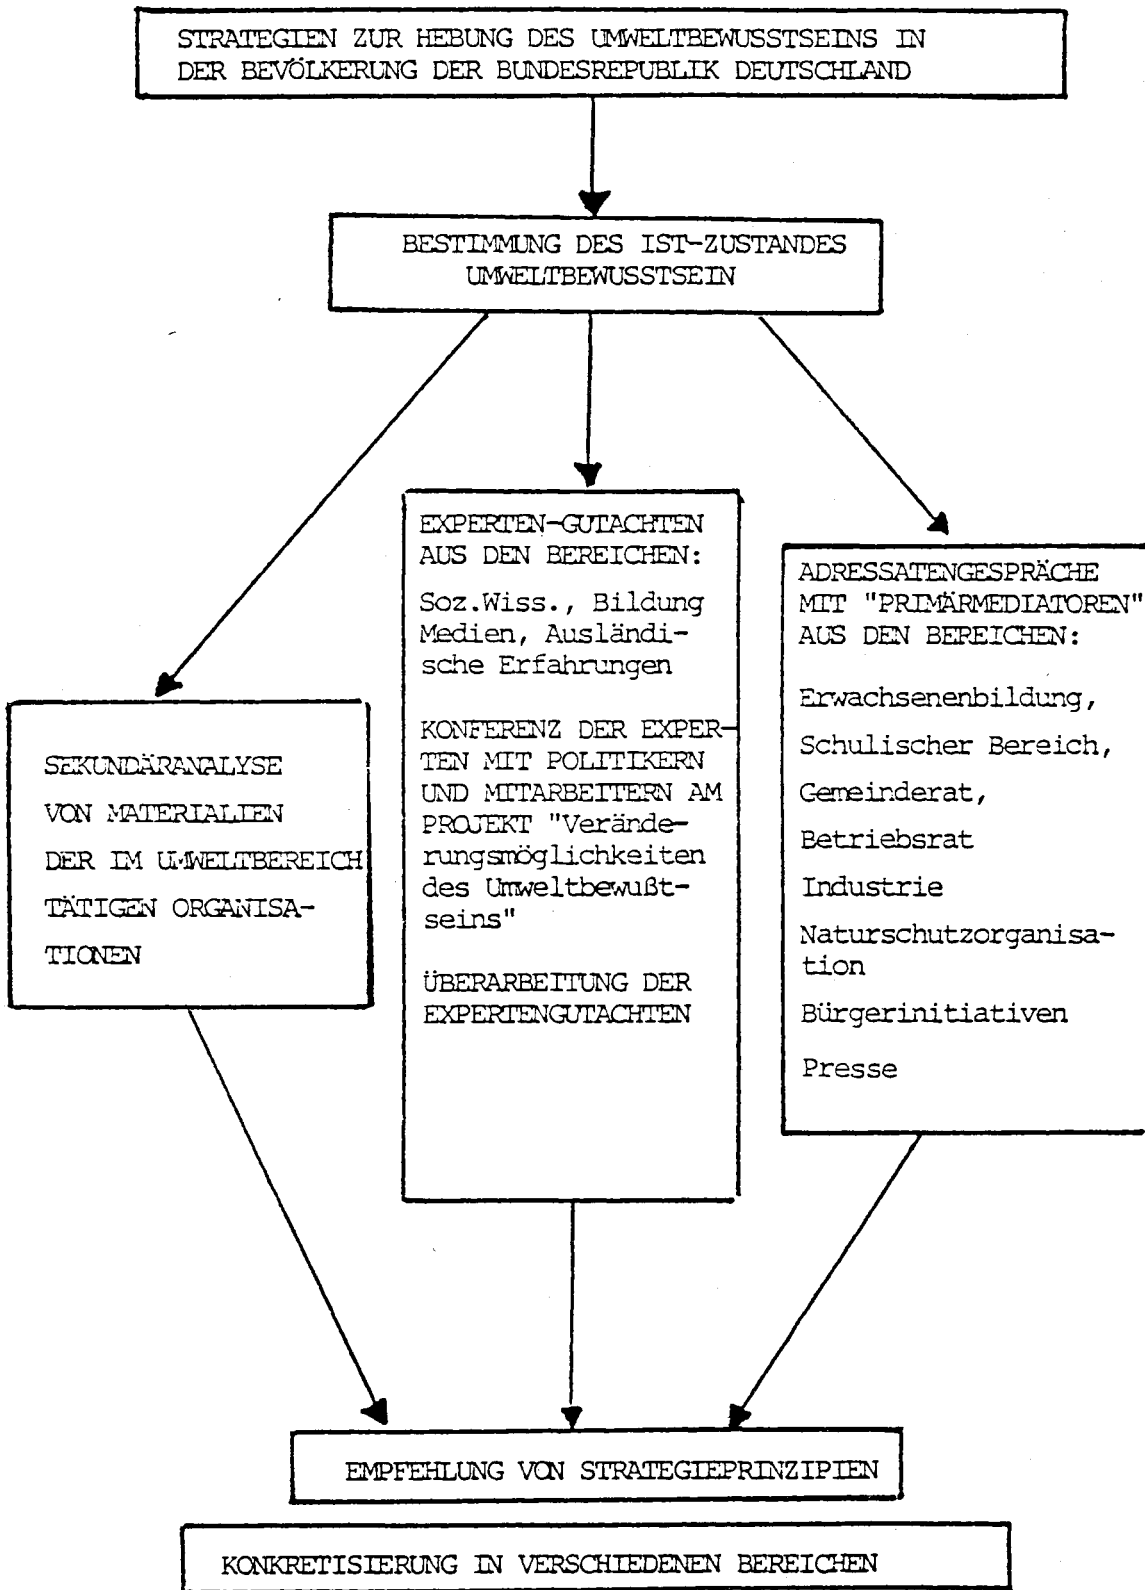 STRATEGIEN ZUR HEBUNG DES UMWELTBEWUSSTSEINS IN
DER BEVÖLKERUNG DER BUNDESREPUBLIK DEUTSCHLAND
BESTIMMUNG DES IST-ZUSTANDES
UMWELTBEWUSSTSEIN
SEKUNDÄRANALYSE
VON MATERIALIEN
DER IM UMWELTBEREICH
TÄTIGEN ORGANISA-
TIONEN
EXPERTEN-GUTACHTEN
AUS DEN BEREICHEN:
Soz.Wiss., Bildung
Medien, Ausländi-
sche Erfahrungen
KONFERENZ DER EXPER-
TEN MIT POLITIKERN
UND MITARBEITERN AM
PROJEKT "Verände-
rungsmöglichkeiten
des Umweltbewußt-
seins"
ÜBERARBEITUNG DER
EXPERTENGUTACHTEN
ADRESSATENGESPRÄCHE
MIT "PRIMÄRMEDIATOREN"
AUS DEN BEREICHEN:
Erwachsenenbildung,
Schulischer Bereich,
Gemeinderat,
Betriebsrat
Industrie
Naturschutzorganisa-
tion
Bürgerinitiativen
Presse
EMPFEHLUNG VON STRATEGIEPRINZIPIEN
KONKRETISIERUNG IN VERSCHIEDENEN BEREICHEN